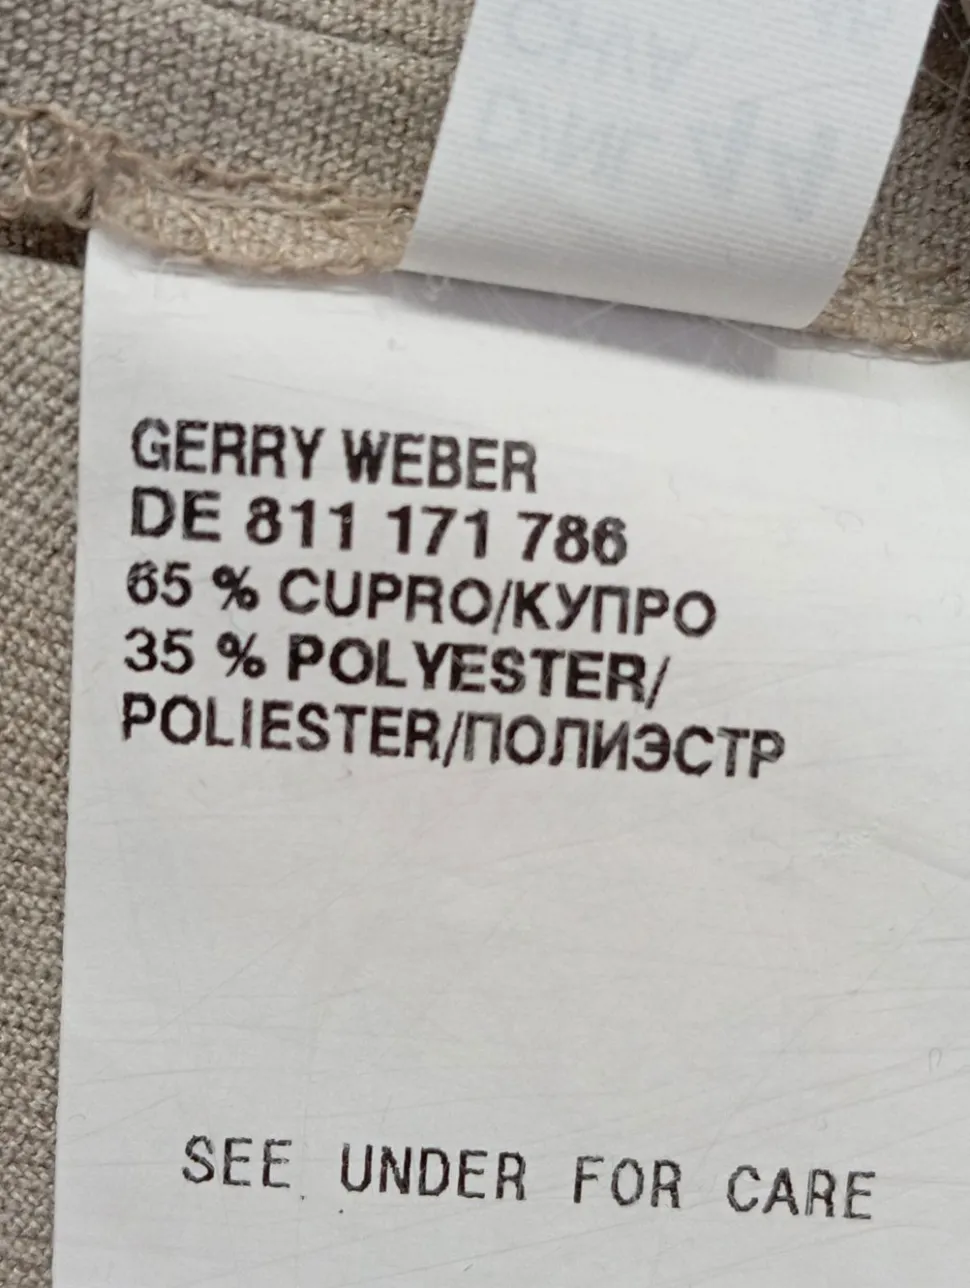 GERRY WEBER
DE 811 171 786
65 % CUPRO/КУПРО
35 % POLYESTER/
POLIESTER/ПОЛИЭСТР
SEE UNDER FOR CARE